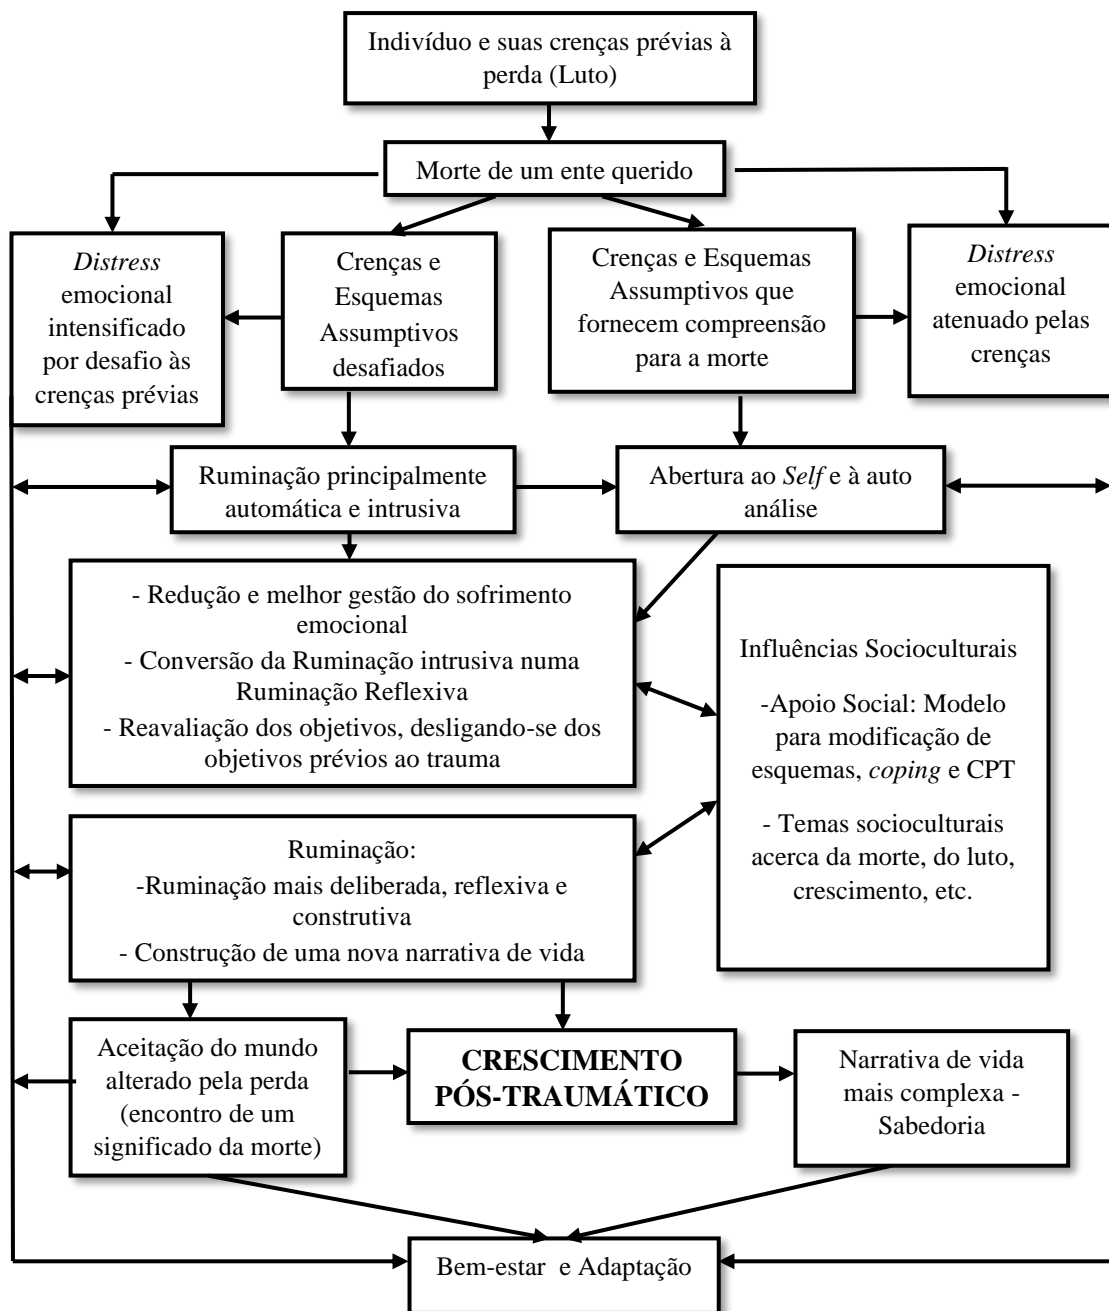 Indivíduo e suas crenças prévias à
perda (Luto)
Morte de um ente querido
Distress
emocional
intensificado
por desafio às
crenças prévias
Crenças e
Esquemas
Assumptivos
desafiados
Crenças e Esquemas
Assumptivos que
fornecem compreensão
para a morte
Distress
emocional
atenuado pelas
crenças
Ruminação principalmente
automática e intrusiva
Abertura ao Self e à auto
análise
- Redução e melhor gestão do sofrimento
emocional
- Conversão da Ruminação intrusiva numa
Ruminação Reflexiva
- Reavaliação dos objetivos, desligando-se dos
objetivos prévios ao trauma
Influências Socioculturais
-Apoio Social: Modelo
para modificação de
esquemas, coping e CPT
- Temas socioculturais
acerca da morte, do luto,
crescimento, etc.
Ruminação:
-Ruminação mais deliberada, reflexiva e
construtiva
- Construção de uma nova narrativa de vida
Aceitação do mundo
alterado pela perda
(encontro de um
significado da morte)
CRESCIMENTO
PÓS-TRAUMÁTICO
Narrativa de vida
mais complexa -
Sabedoria
Bem-estar e Adaptação